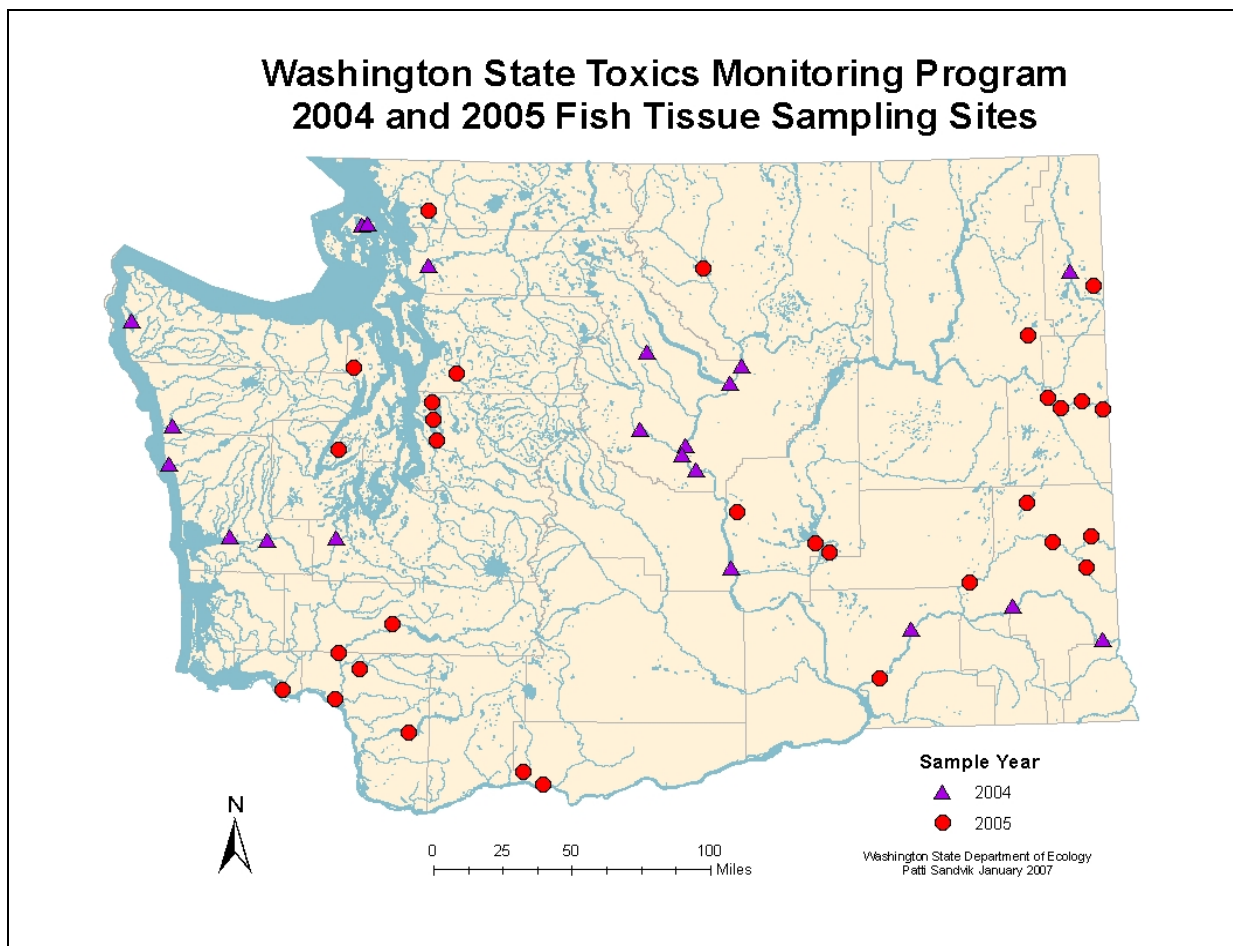 Washington State Toxics Monitoring Program
2004 and 2005 Fish Tissue Sampling Sites
Sample Year
2004
2005
N
0 25 50 100
Miles
Washington State Department of Ecology
Patti Sandvik January 2007